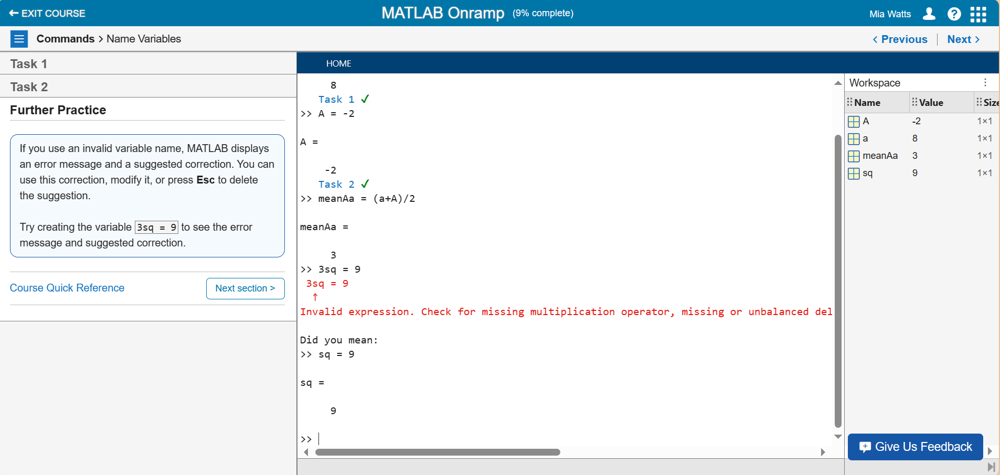 ← EXIT COURSE
MATLAB Onramp (9% complete)
Mia Watts
?
Commands > Name Variables
< Previous
Next >
Task 1
Task 2
Further Practice
If you use an invalid variable name, MATLAB displays
an error message and a suggested correction. You can
use this correction, modify it, or press Esc to delete
the suggestion.
Try creating the variable 3sq = 9 to see the error
message and suggested correction.
Course Quick Reference
Next section >
HOME
8
Task 1 ✓
>> A = -2
A =
-2
Task 2 ✓
>> meanAa = (a+A)/2
meanAa =
3
>> 3sq = 9
3sq = 9
↑
Invalid expression. Check for missing multiplication operator, missing or unbalanced del
Did you mean:
>> sq = 9
sq =
9
>>
Workspace
Name Value Size
A -2 1×1
a 8 1×1
meanAa 3 1×1
sq 9 1×1
Give Us Feedback